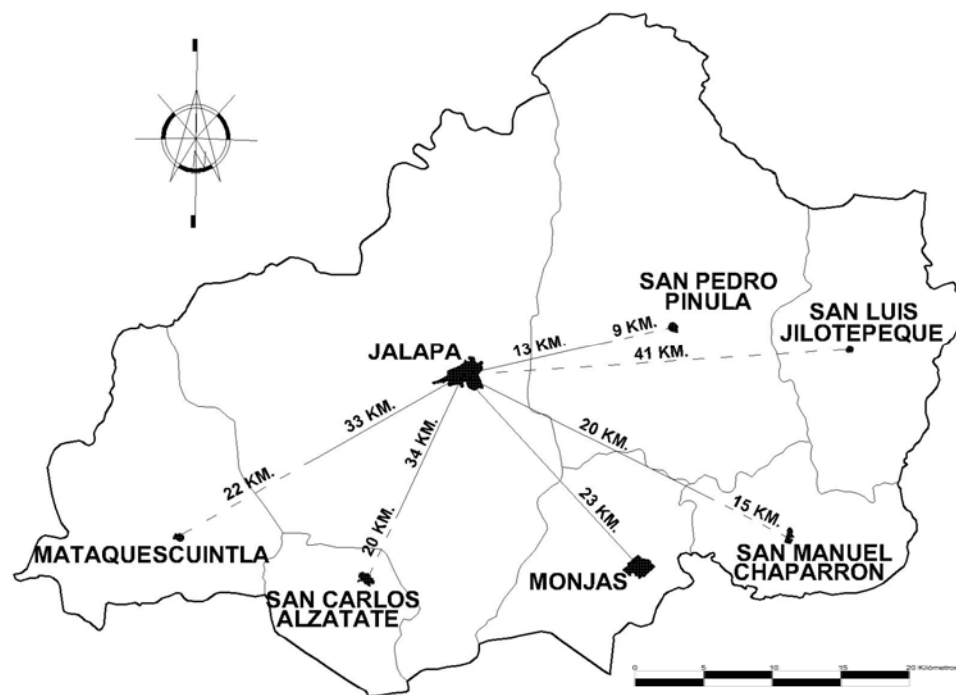 SAN PEDRO
PINULA
SAN LUIS
JILOTEPEQUE
9 KM.
13 KM.
41 KM.
JALAPA
33 KM.
34 KM.
20 KM.
22 KM.
23 KM.
15 KM.
20 KM.
MATAQUESCUINTLA
SAN CARLOS
ALZATATE
MONJAS
SAN MANUEL
CHAPARRON
0 5 10 15 20 Kilómetros